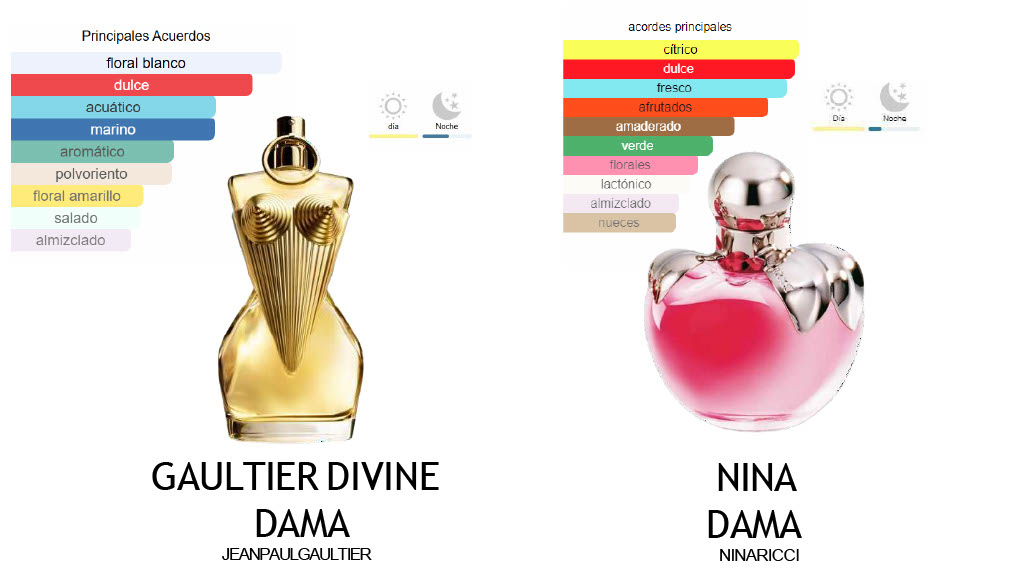 Principales Acuerdos
floral blanco
dulce
acuático
marino
aromático
polvoriento
floral amarillo
salado
almizclado
día
Noche
GAULTIER DIVINE
DAMA
JEANPAULGAULTIER
acordes principales
cítrico
dulce
fresco
afrutados
amaderado
verde
florales
lactónico
almizclado
nueces
Día
Noche
NINA
DAMA
NINARICCI